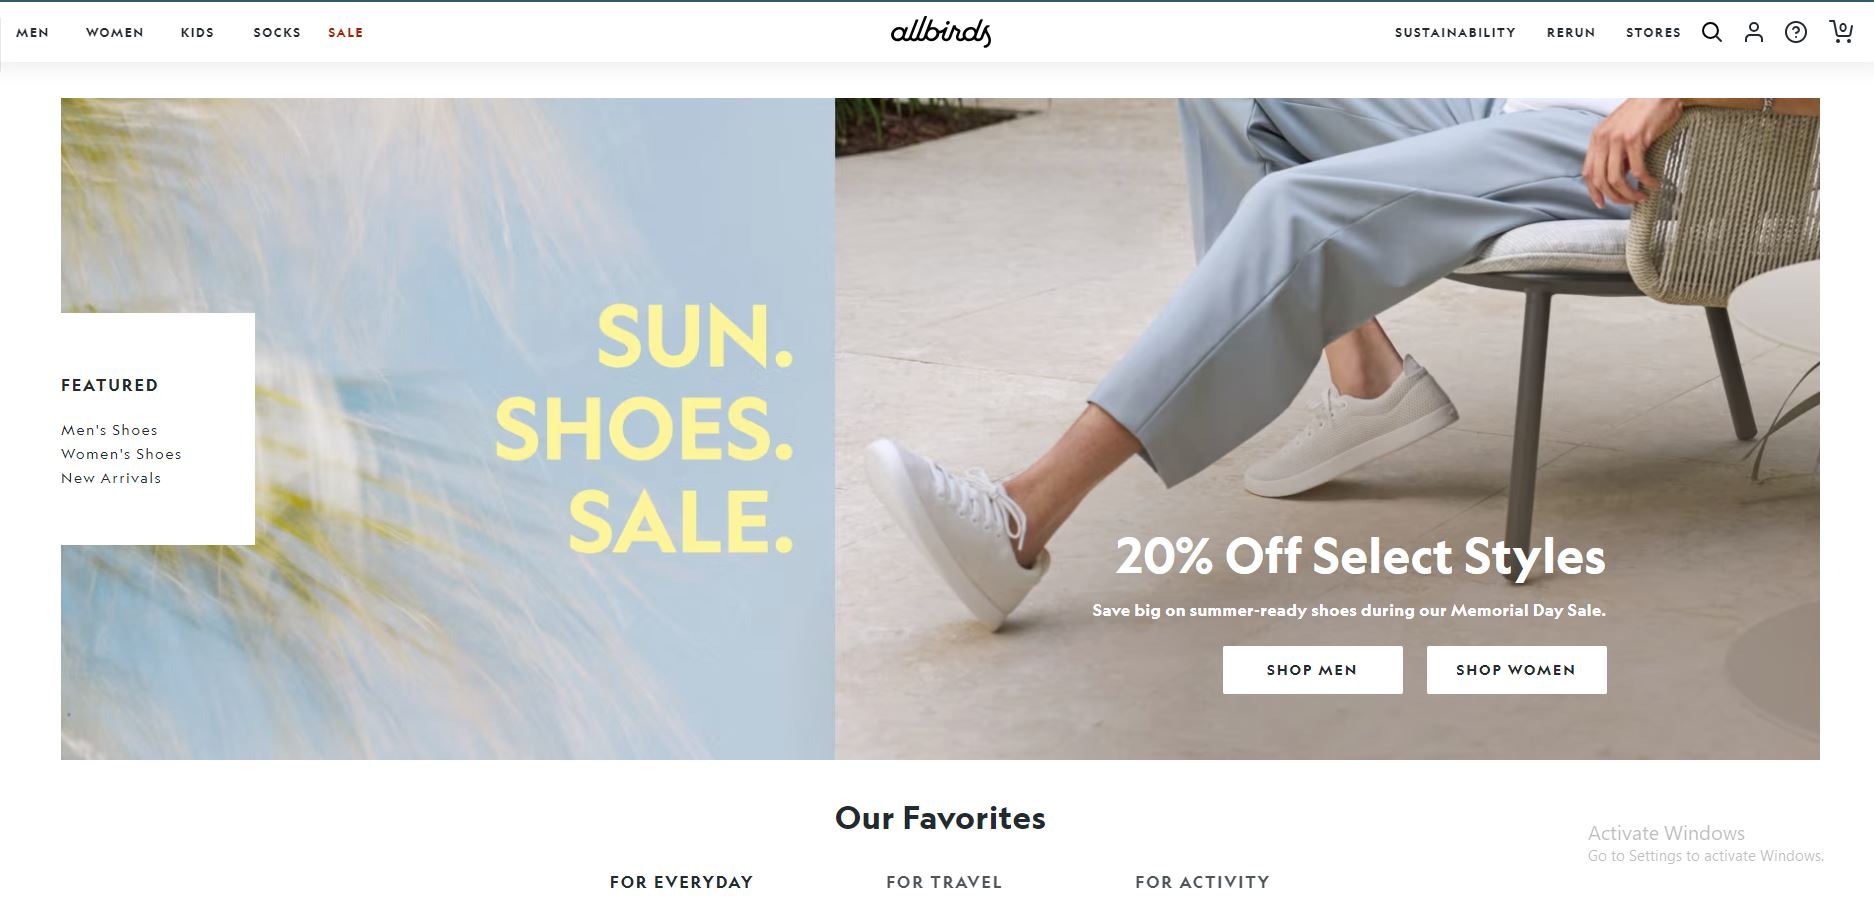 MEN WOMEN KIDS SOCKS SALE allbirds SUSTAINABILITY RERUN STORES 0
SUN.
SHOES.
SALE.
FEATURED
Men's Shoes
Women's Shoes
New Arrivals
20% Off Select Styles
Save big on summer-ready shoes during our Memorial Day Sale.
SHOP MEN SHOP WOMEN
Our Favorites
FOR EVERYDAY FOR TRAVEL FOR ACTIVITY
Activate Windows
Go to Settings to activate Windows.